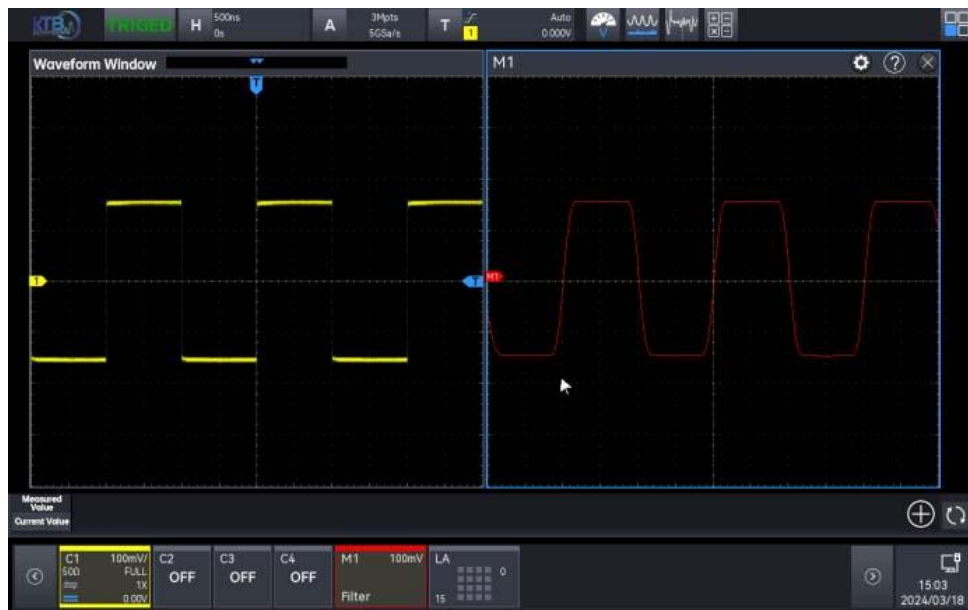 KTB
TRIGED
H
500ns
0s
A
3Mpts
5GSa/s
T
1
Auto
0.000V
Waveform Window
T
M1
?
1
T
M1
Measured
Value
Current Value
C1
100mV/
50Ω
FULL
1X
0.00V
C2
OFF
C3
OFF
C4
OFF
M1
100mV
Filter
LA
0
15
15:03
2024/03/18